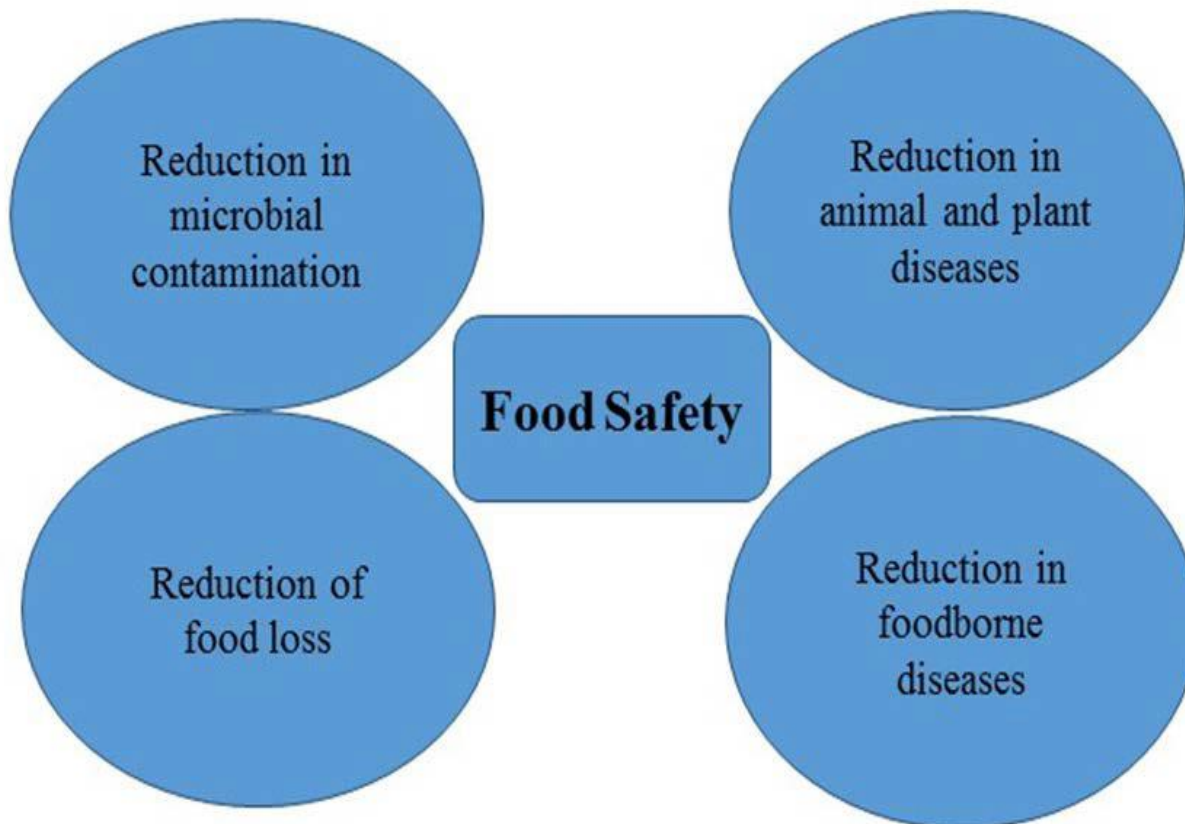 Reduction in
microbial
contamination
Reduction in
animal and plant
diseases
Food Safety
Reduction of
food loss
Reduction in
foodborne
diseases